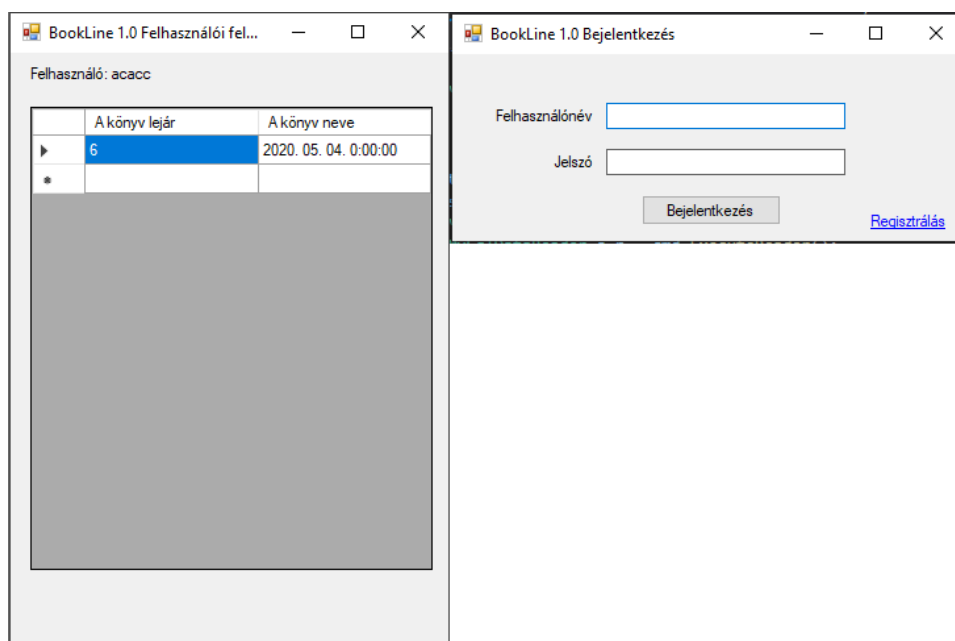 BookLine 1.0 Felhasználói fel...
Felhasználó: acacc
A könyv lejár A könyv neve
6 2020. 05. 04. 0:00:00
BookLine 1.0 Bejelentkezés
Felhasználónév
Jelszó
Bejelentkezés
Regisztrálás